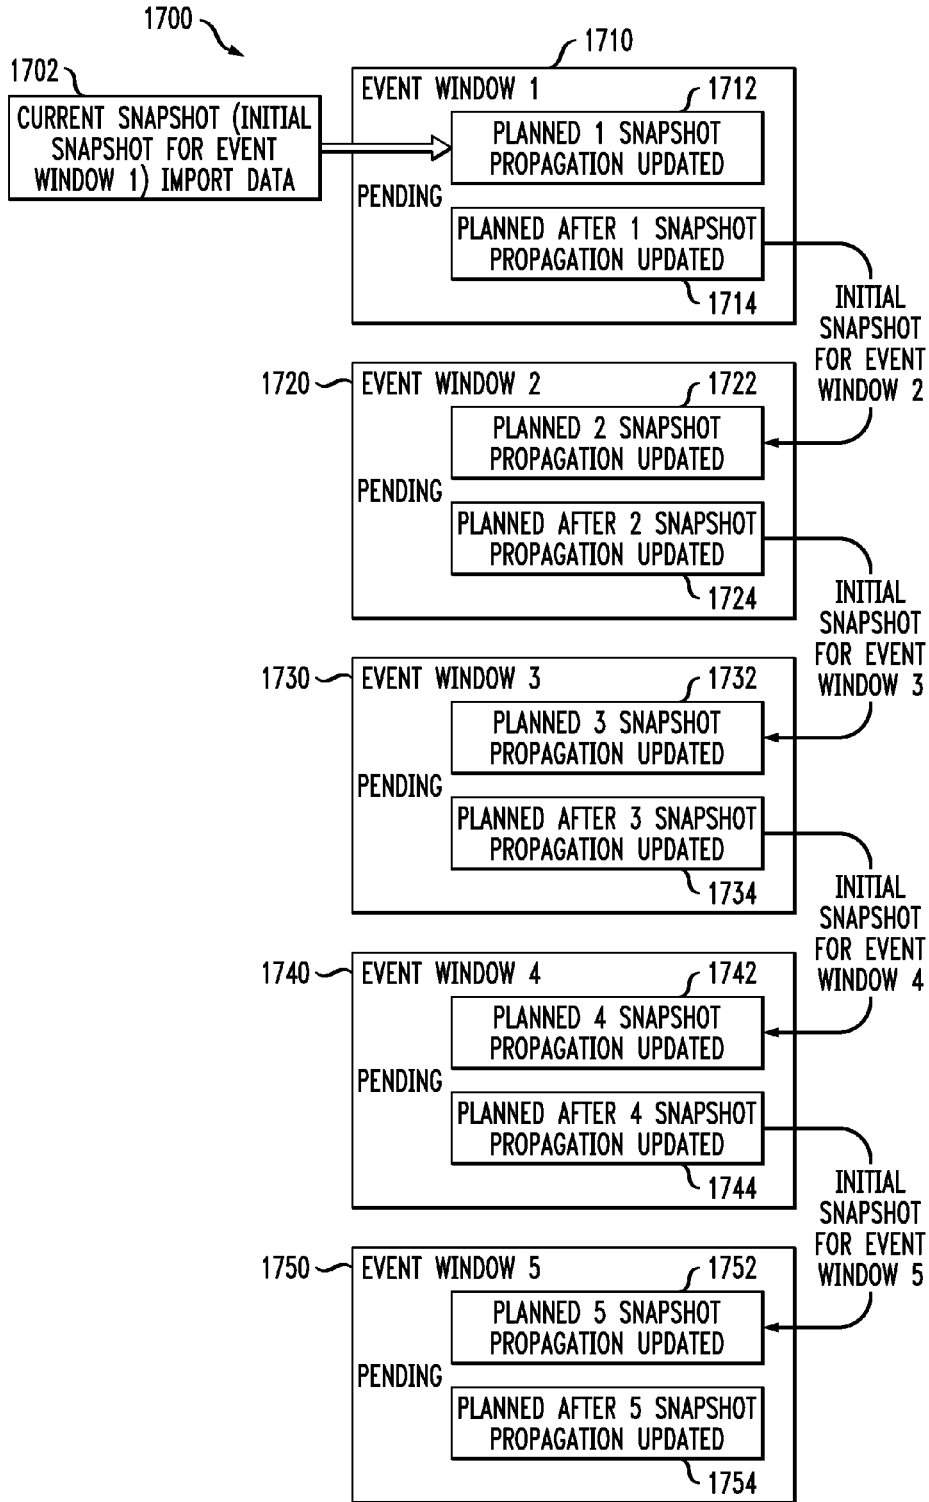 1700
1710
1702
CURRENT SNAPSHOT (INITIAL
SNAPSHOT FOR EVENT
WINDOW 1) IMPORT DATA
EVENT WINDOW 1
1712
PLANNED 1 SNAPSHOT
PROPAGATION UPDATED
PENDING
PLANNED AFTER 1 SNAPSHOT
PROPAGATION UPDATED
1714
INITIAL
SNAPSHOT
FOR EVENT
WINDOW 2
1720
EVENT WINDOW 2
1722
PLANNED 2 SNAPSHOT
PROPAGATION UPDATED
PENDING
PLANNED AFTER 2 SNAPSHOT
PROPAGATION UPDATED
1724
INITIAL
SNAPSHOT
FOR EVENT
WINDOW 3
1730
EVENT WINDOW 3
1732
PLANNED 3 SNAPSHOT
PROPAGATION UPDATED
PENDING
PLANNED AFTER 3 SNAPSHOT
PROPAGATION UPDATED
1734
INITIAL
SNAPSHOT
FOR EVENT
WINDOW 4
1740
EVENT WINDOW 4
1742
PLANNED 4 SNAPSHOT
PROPAGATION UPDATED
PENDING
PLANNED AFTER 4 SNAPSHOT
PROPAGATION UPDATED
1744
INITIAL
SNAPSHOT
FOR EVENT
WINDOW 5
1750
EVENT WINDOW 5
1752
PLANNED 5 SNAPSHOT
PROPAGATION UPDATED
PENDING
PLANNED AFTER 5 SNAPSHOT
PROPAGATION UPDATED
1754